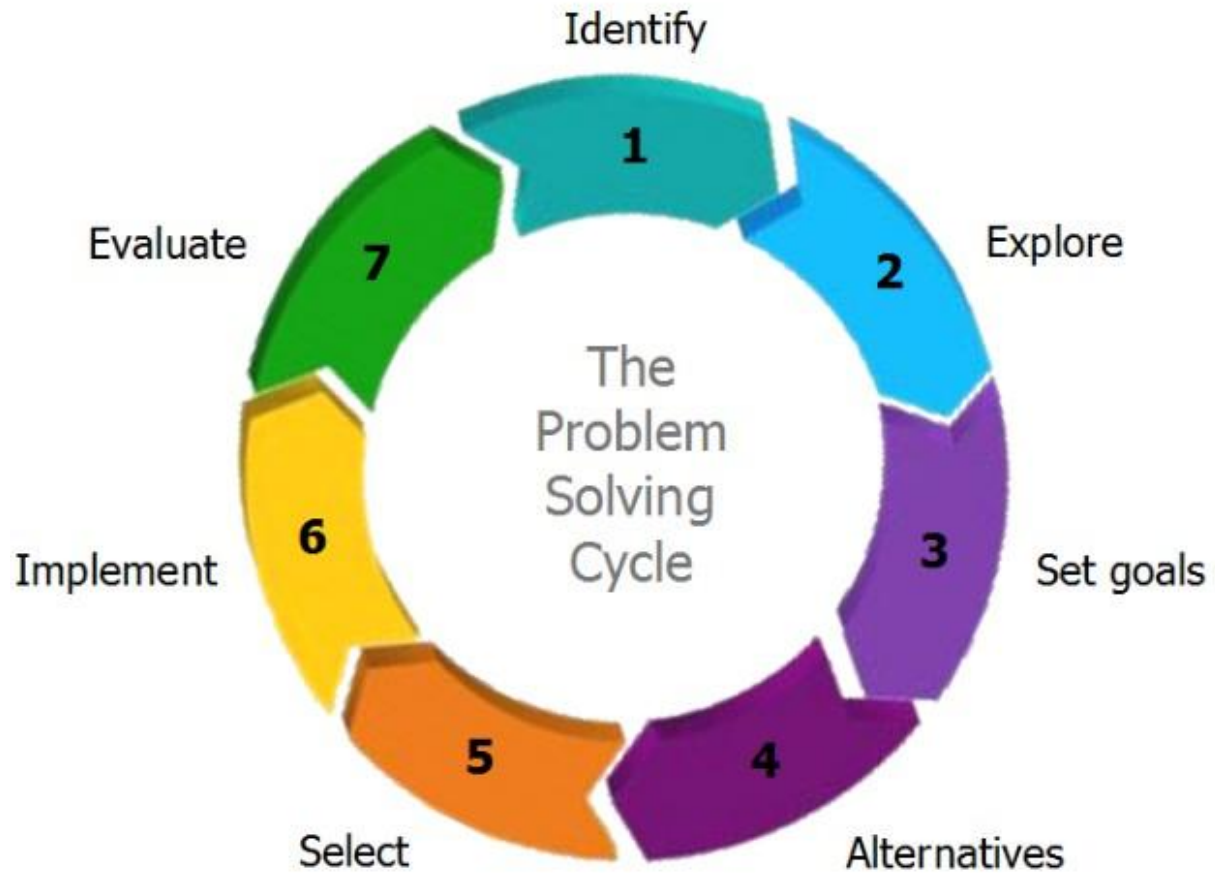 Identify
1
Explore
2
Set goals
3
Alternatives
4
Select
5
Implement
6
Evaluate
7
The
Problem
Solving
Cycle